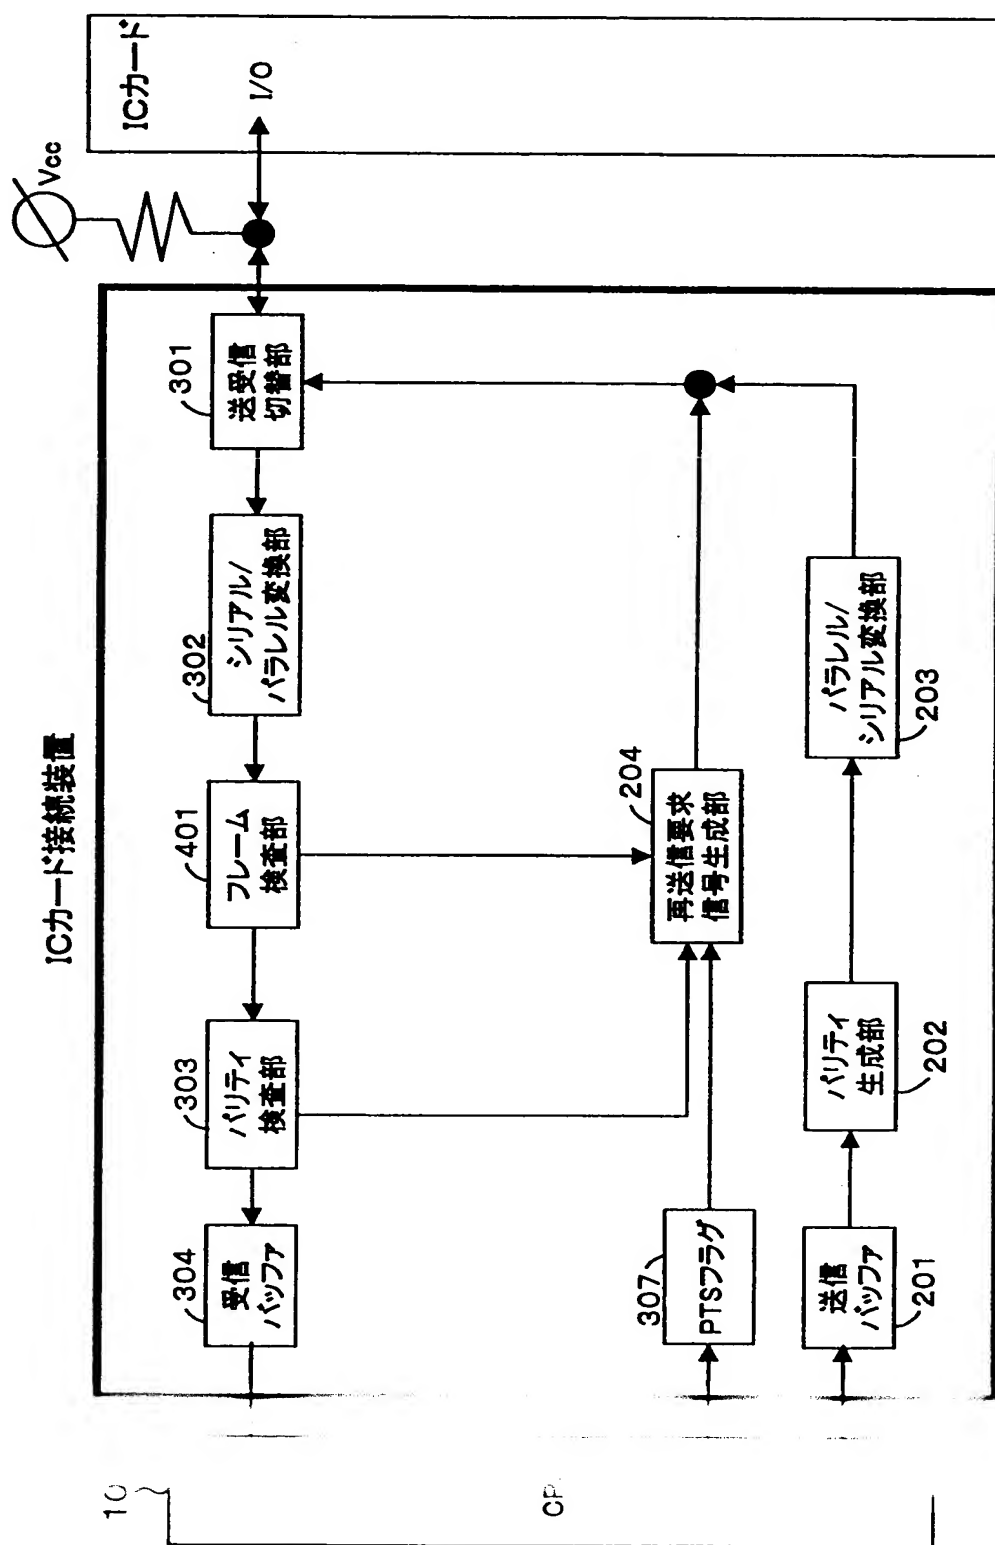 ICカード接続装置
10
CP
304
受信
バッファ
303
パリティ
検査部
401
フレーム
検査部
302
シリアル/
パラレル変換部
301
送受信
切替部
Vcc
ICカード
I/O
307
PTSフラグ
204
再送信要求
信号生成部
送信
バッファ
201
パリティ
生成部
202
パラレル/
シリアル変換部
203